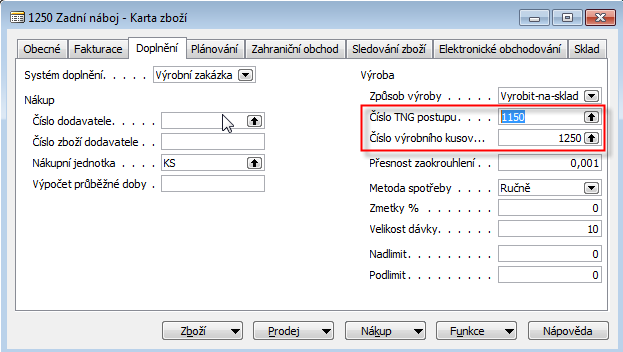 1250 Zadní náboj - Karta zboží
Obecné Fakturace Doplnění Plánování Zahraniční obchod Sledování zboží Elektronické obchodování Sklad
Systém doplnění. . . . . Výrobní zakázka
Nákup
Číslo dodavatele. . . . .
Číslo zboží dodavatele . .
Nákupní jednotka . . . . KS
Výpočet průběžné doby .
Výroba
Způsob výroby . . . . . Vyrobit-na-sklad
Číslo TNG postupu. . . . . 1150
Číslo výrobního kusov... 1250
Přesnost zaokrouhlení . . 0,001
Metoda spotřeby . . . . Ručně
Zmetky % . . . . . . . 0
Velikost dávky. . . . . . 10
Nadlimit. . . . . . . . 0
Podlimit. . . . . . . . 0
Zboží Prodej Nákup Funkce Nápověda